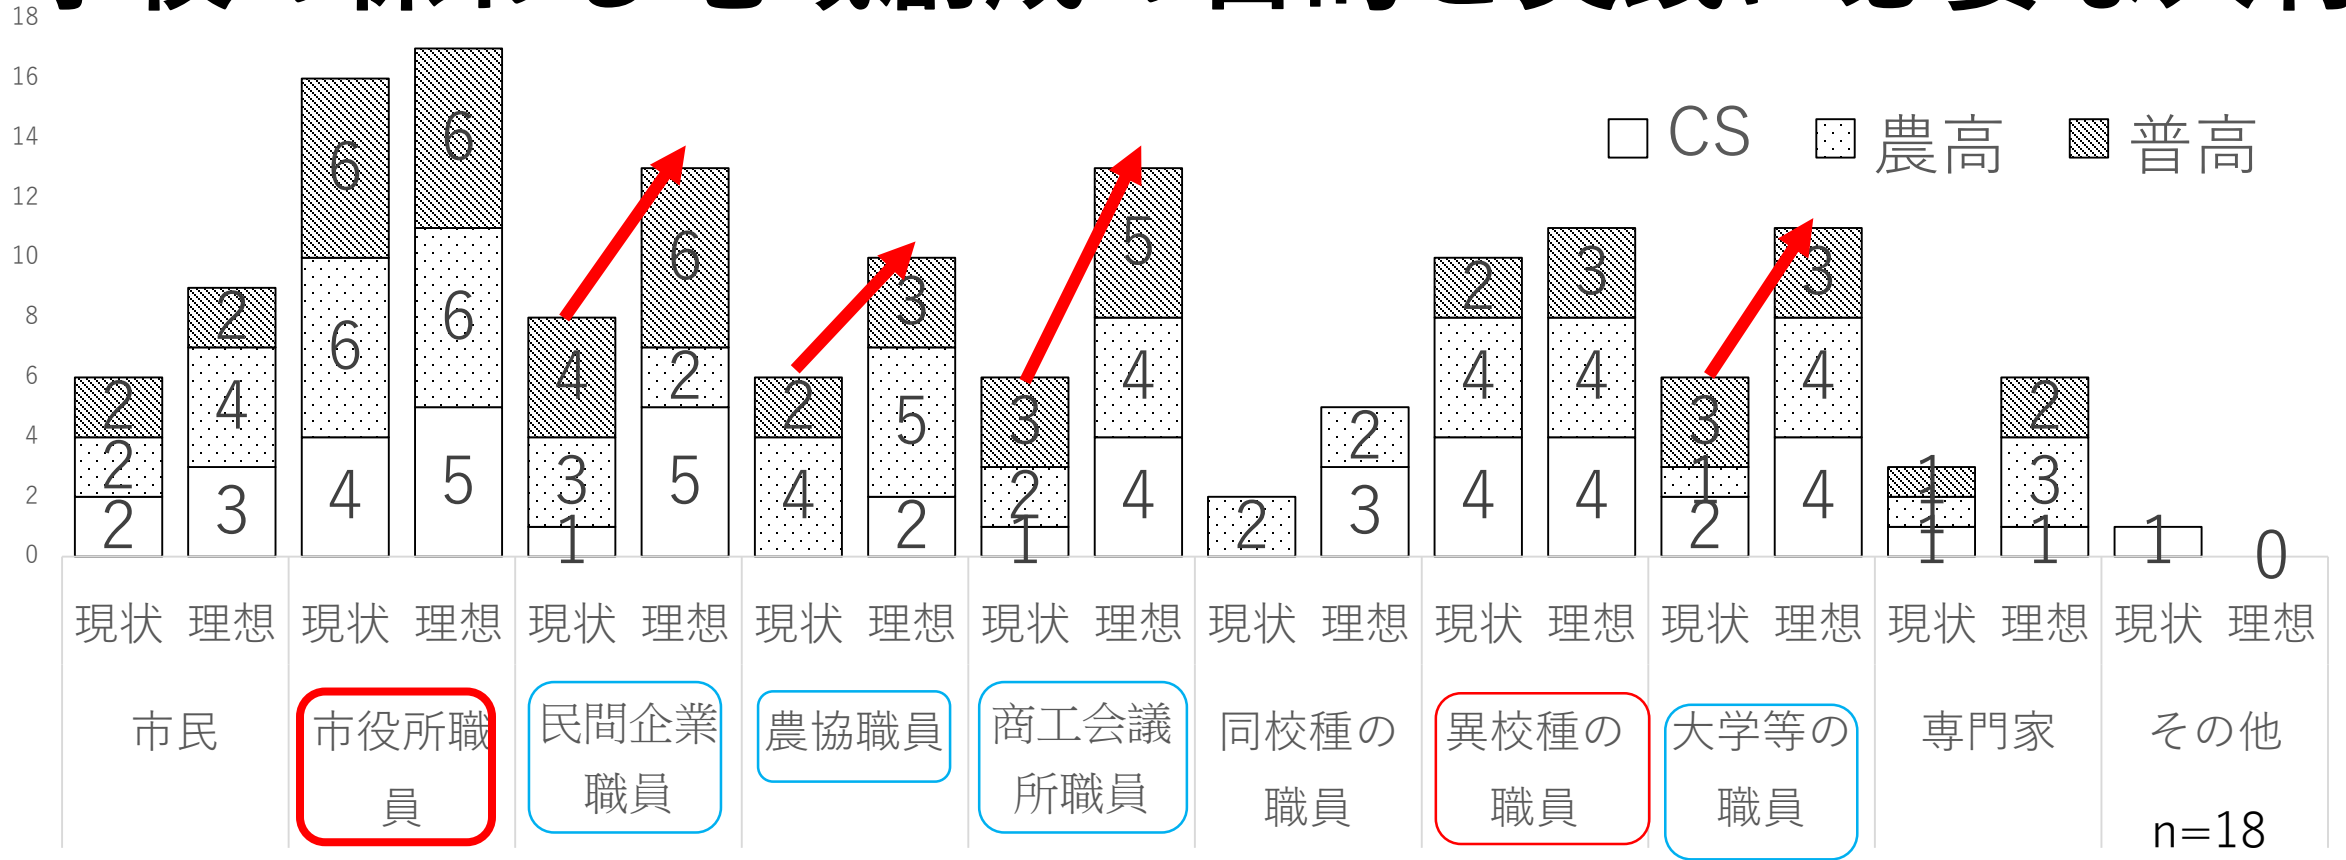 18
16
14
12
10
8
6
4
2
0
CS 農高 普高
2 2 2
3 4 2
4 6 6
5 6 6
1 3 4
5 2 6
4 2
2 5 3
1 2 3
4 4 5
2
3 2
4 4 2
4 4 3
2 1 3
4 4 3
1 1 1
1 3 2
1
0
現状 理想 現状 理想 現状 理想 現状 理想 現状 理想 現状 理想 現状 理想 現状 理想 現状 理想 現状 理想
市民
市役所職
員
民間企業
職員
農協職員
商工会議
所職員
同校種の
職員
異校種の
職員
大学等の
職員
専門家
その他
n=18